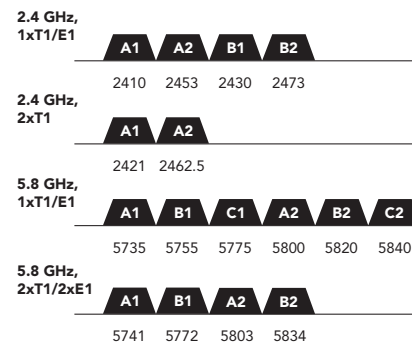 2.4 GHz,
1xT1/E1
A1 A2 B1 B2
2410 2453 2430 2473
2.4 GHz,
2xT1
A1 A2
2421 2462.5
5.8 GHz,
1xT1/E1
A1 B1 C1 A2 B2 C2
5735 5755 5775 5800 5820 5840
5.8 GHz,
2xT1/2xE1
A1 B1 A2 B2
5741 5772 5803 5834